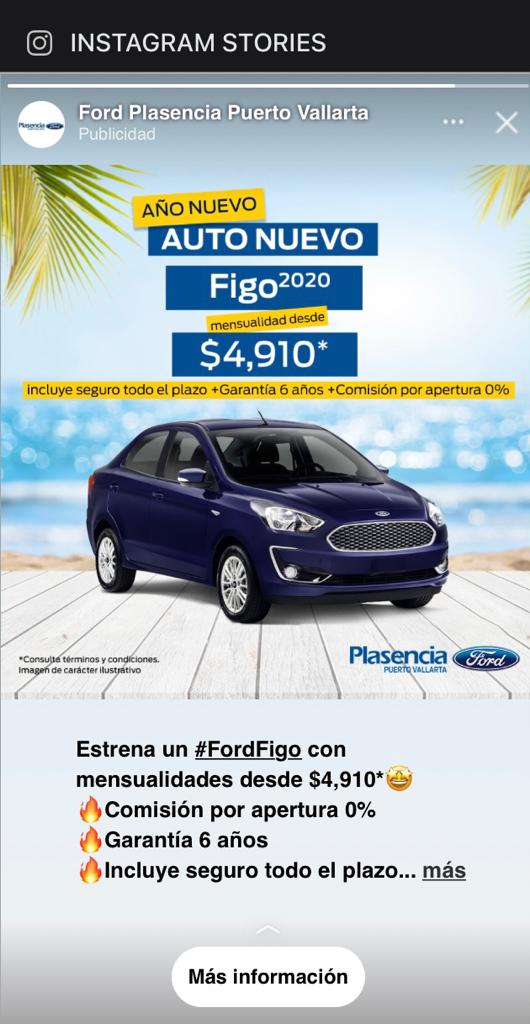 INSTAGRAM STORIES
Plasencia Ford
Ford Plasencia Puerto Vallarta
Publicidad
AÑO NUEVO
AUTO NUEVO
Figo²⁰²⁰
mensualidad desde
$4,910*
incluye seguro todo el plazo +Garantía 6 años +Comisión por apertura 0%
*Consulta términos y condiciones.
Imagen de carácter ilustrativo
Plasencia
PUERTO VALLARTA
Ford
Estrena un #FordFigo con
mensualidades desde $4,910*🤩
🔥Comisión por apertura 0%
🔥Garantía 6 años
🔥Incluye seguro todo el plazo... más
Más información